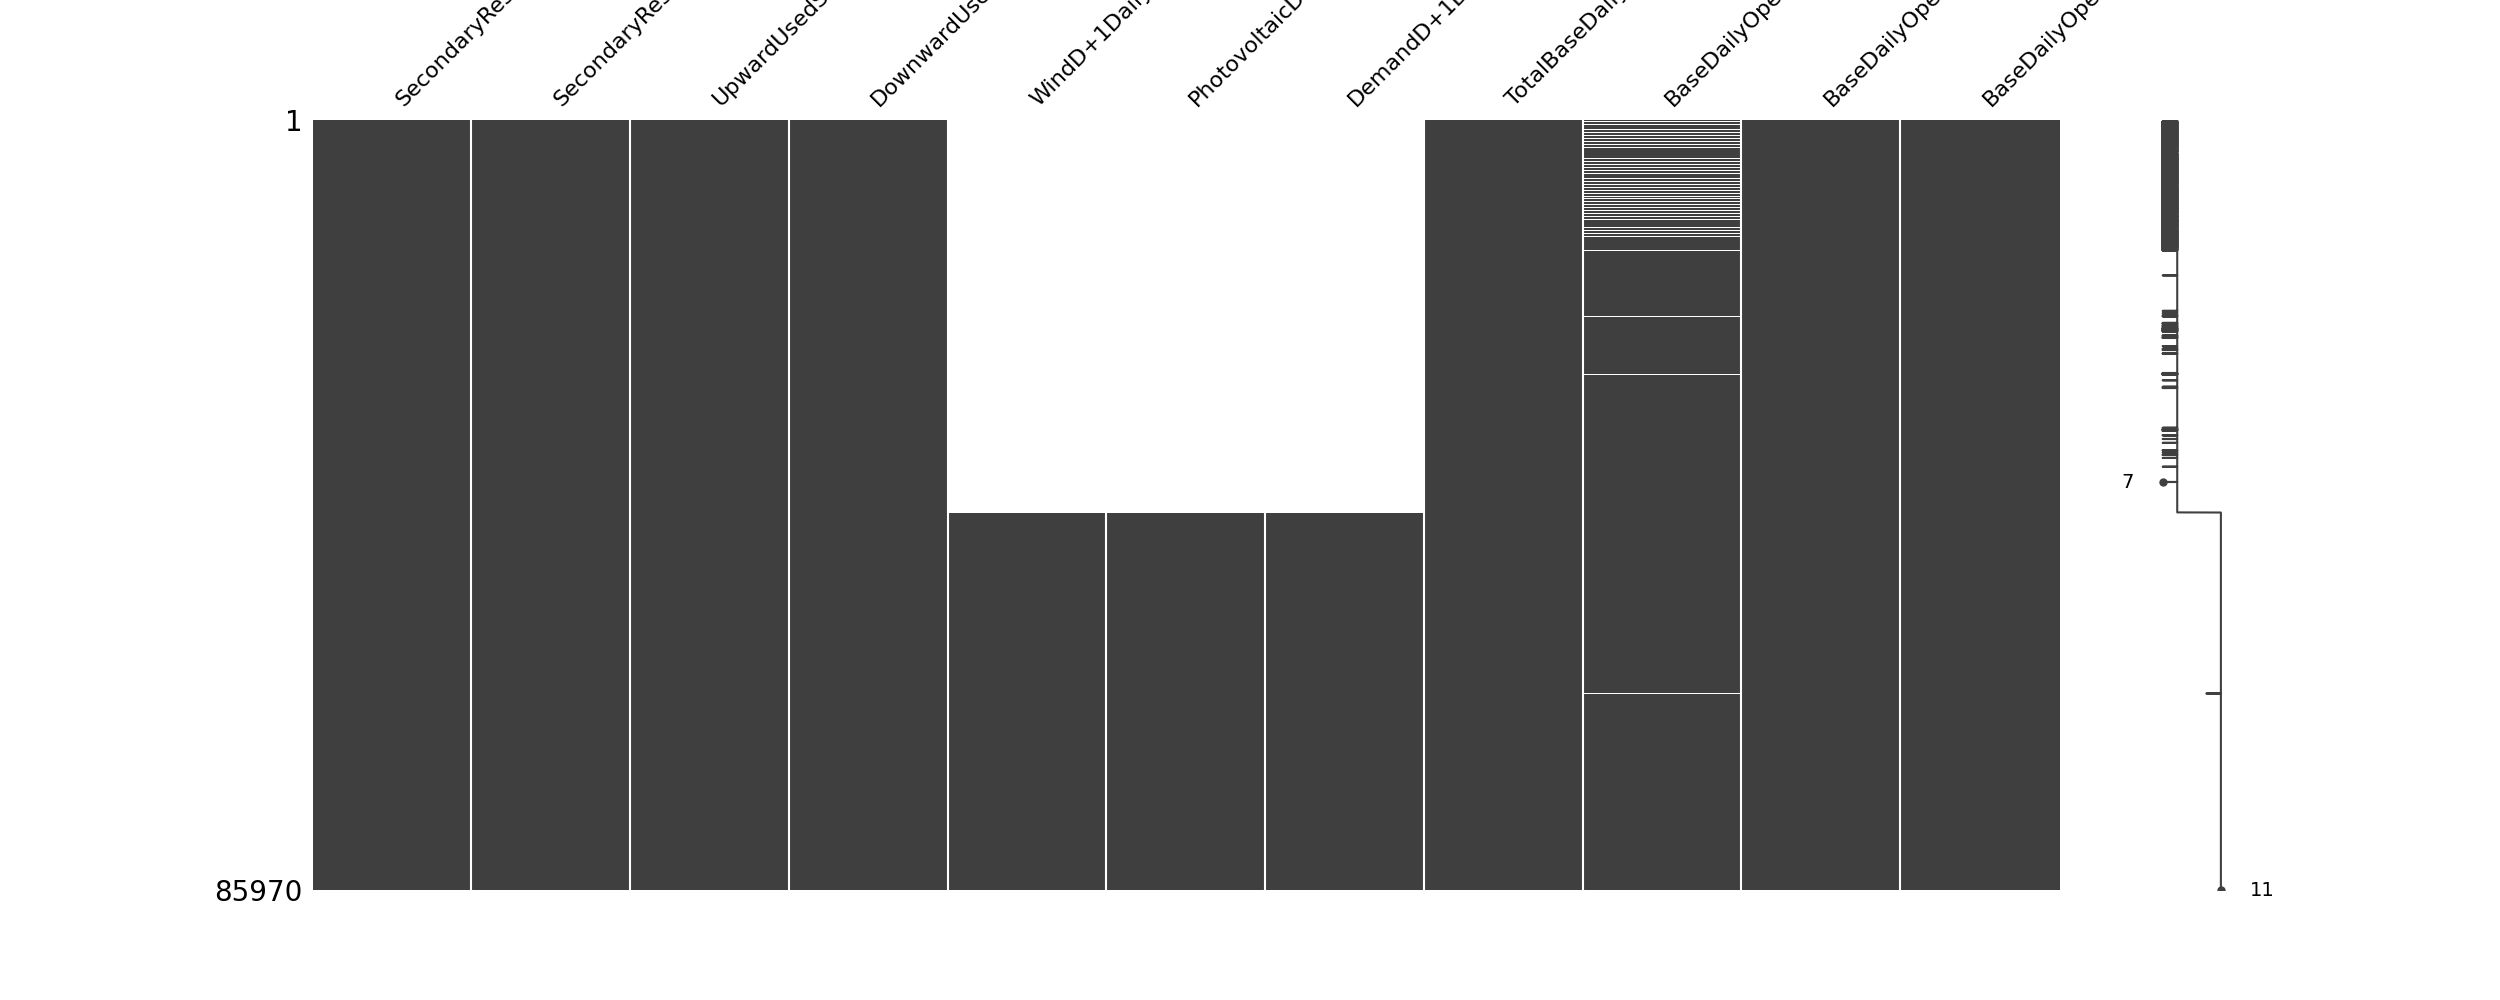 SecondaryRes
SecondaryRes
UpwardUsedS
DownwardUse
WindD+1Daily
PhotovoltaicD
DemandD+1D
TotalBaseDaily
BaseDailyOpe
BaseDailyOpe
BaseDailyOpe
1
7
85970
11